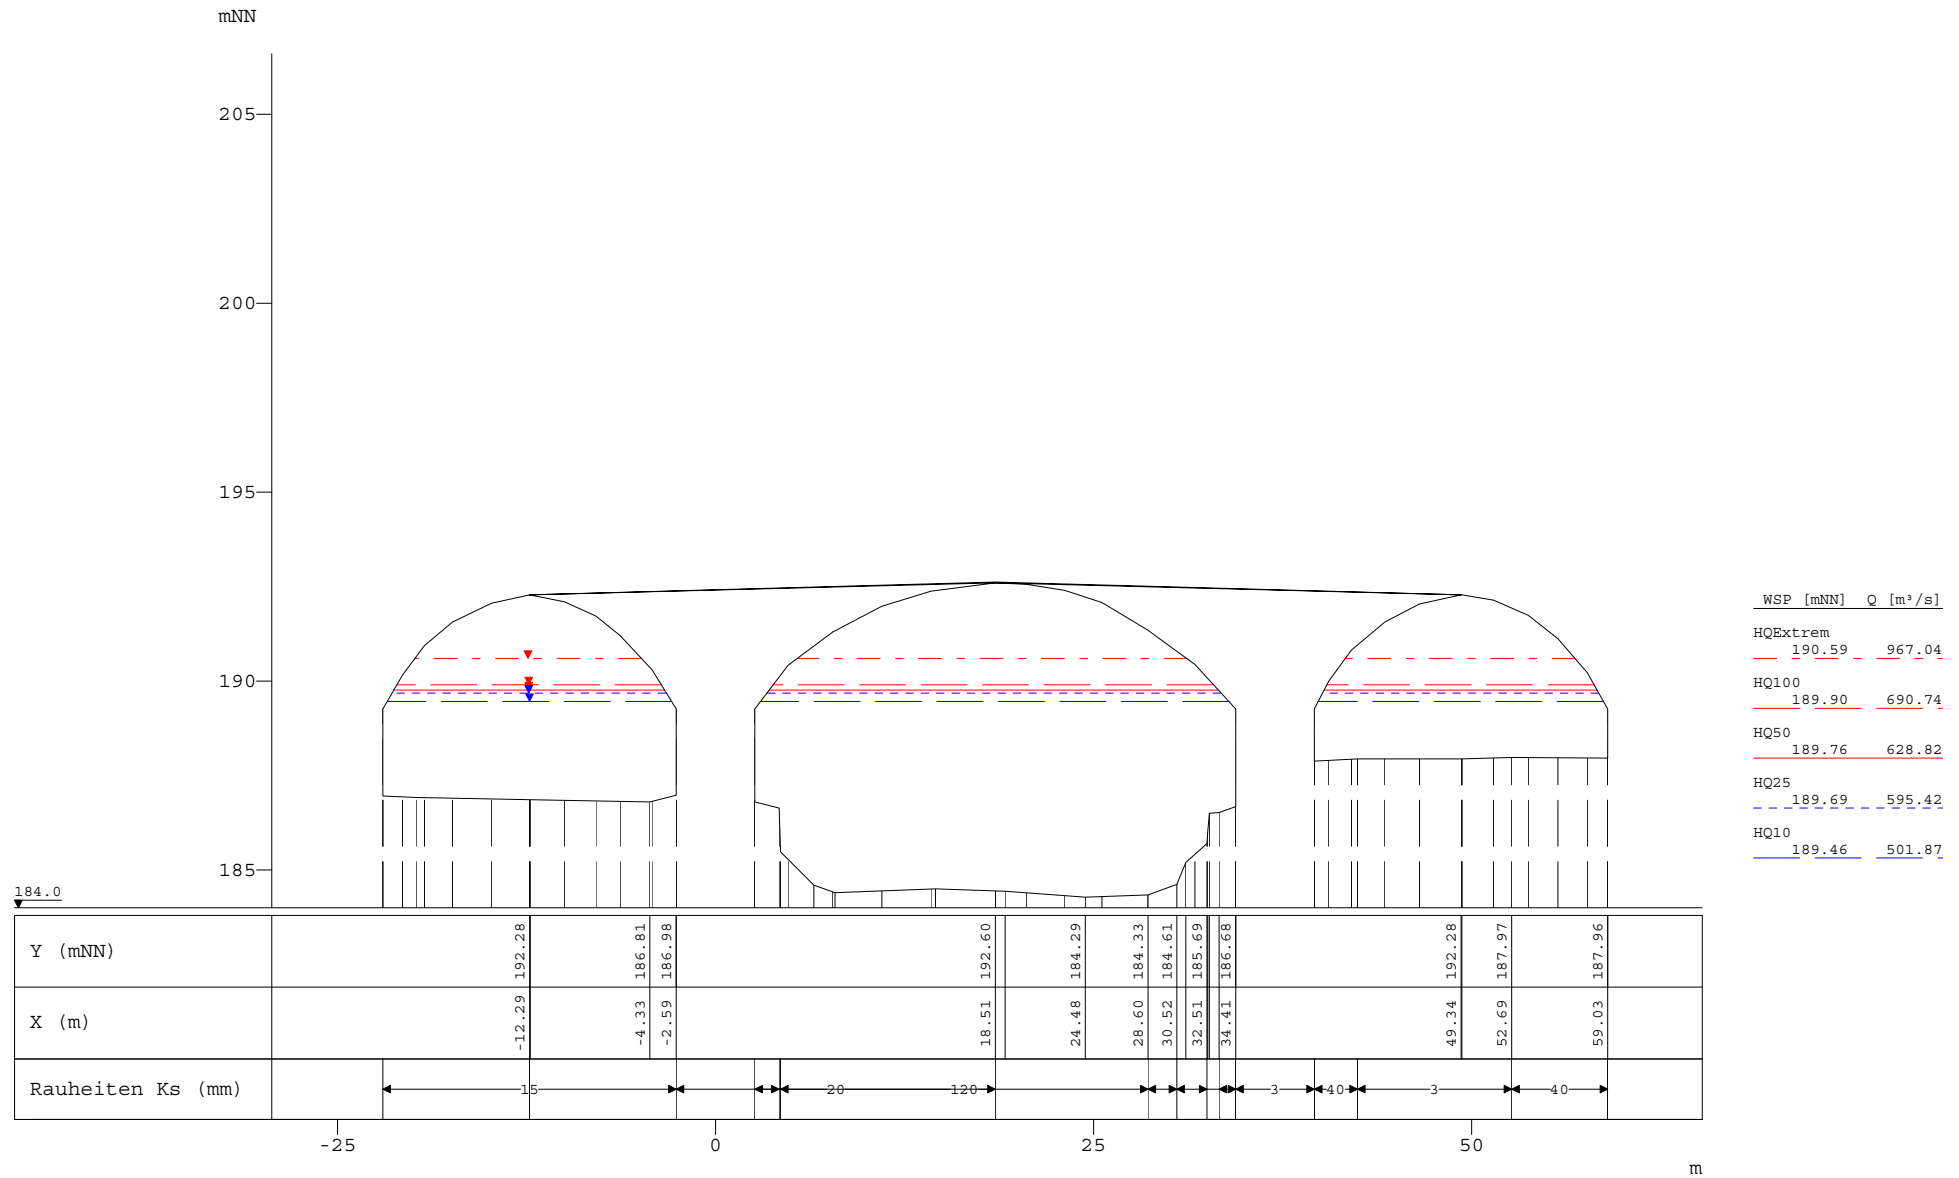 mNN
205
200
195
190
185
184.0
WSP [mNN] Q [m³/s]
HQExtrem
190.59 967.04
HQ100
189.90 690.74
HQ50
189.76 628.82
HQ25
189.69 595.42
HQ10
189.46 501.87
Y (mNN) 192.28 186.81 186.98 192.60 184.29 184.33 184.61 185.69 186.68 192.28 187.97 187.96
X (m) -12.29 -4.33 -2.59 18.51 24.48 28.60 30.52 32.51 34.41 49.34 52.69 59.03
Rauheiten Ks (mm) 15 20 120 3 40 3 40
-25 0 25 50
m